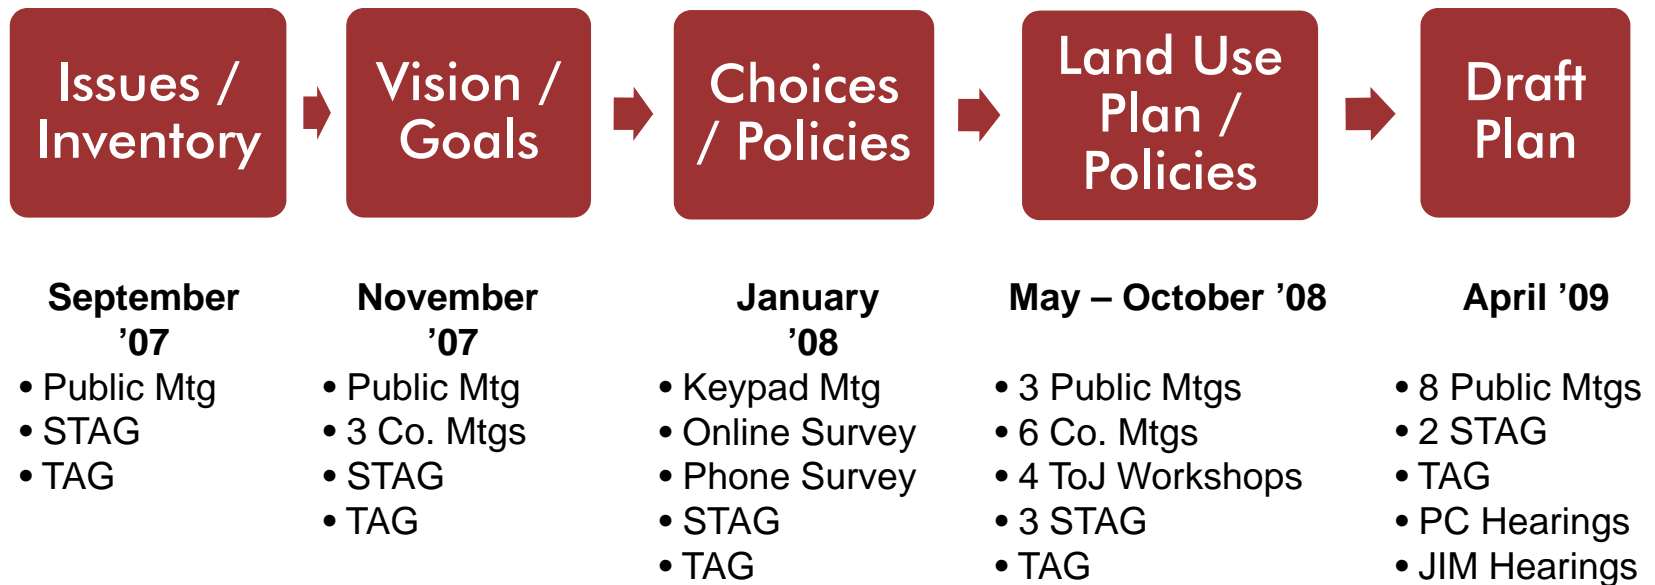 Issues /
Inventory
Vision /
Goals
Choices
/ Policies
Land Use
Plan /
Policies
Draft
Plan
September
’07
• Public Mtg
• STAG
• TAG
November
’07
• Public Mtg
• 3 Co. Mtgs
• STAG
• TAG
January
’08
• Keypad Mtg
• Online Survey
• Phone Survey
• STAG
• TAG
May – October ’08
• 3 Public Mtgs
• 6 Co. Mtgs
• 4 ToJ Workshops
• 3 STAG
• TAG
April ’09
• 8 Public Mtgs
• 2 STAG
• TAG
• PC Hearings
• JIM Hearings